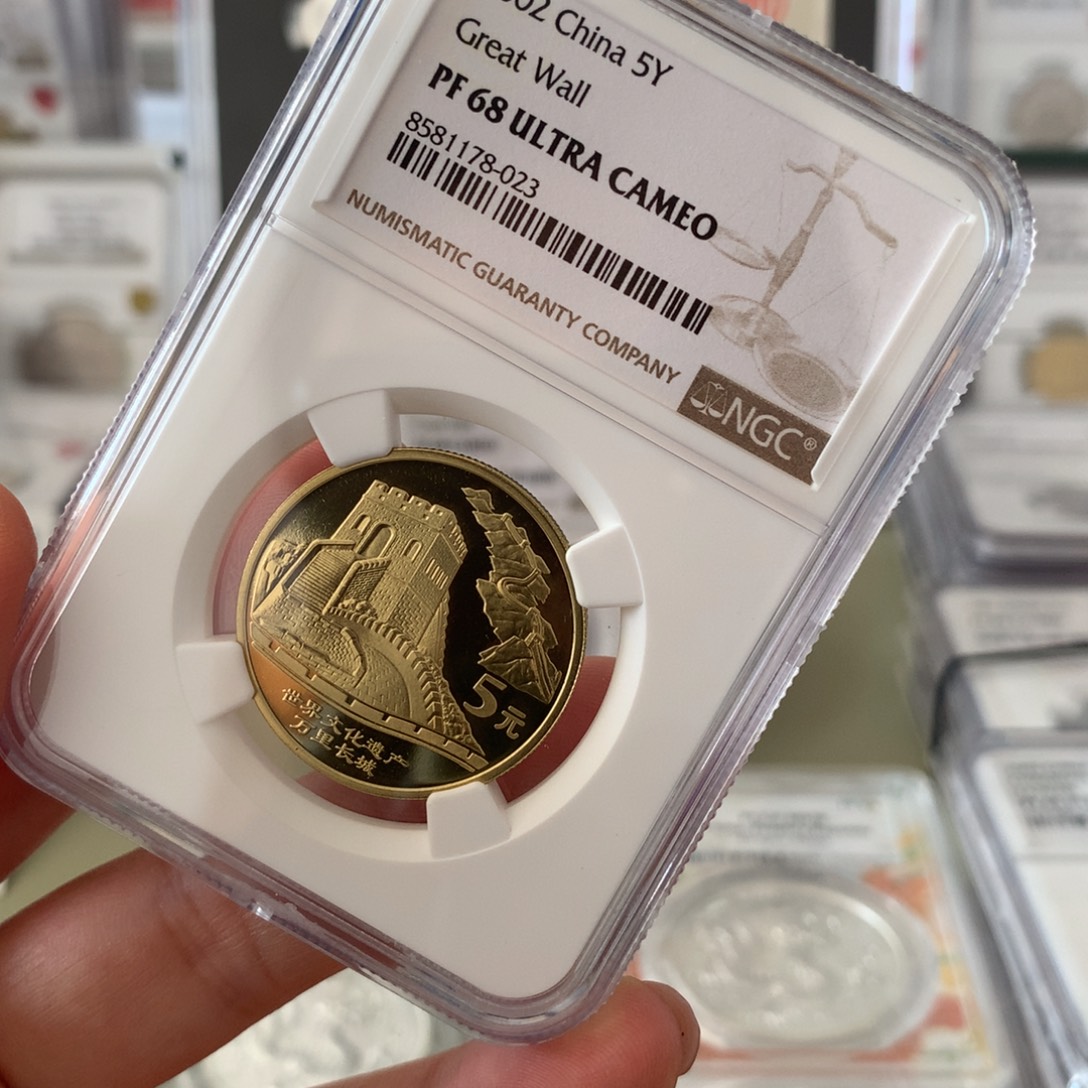 002 China 5Y
Great Wall
PF 68 ULTRA CAMEO
8581178-023
NUMISMATIC GUARANTY COMPANY
NGC®
5元
世界文化遗产
万里长城